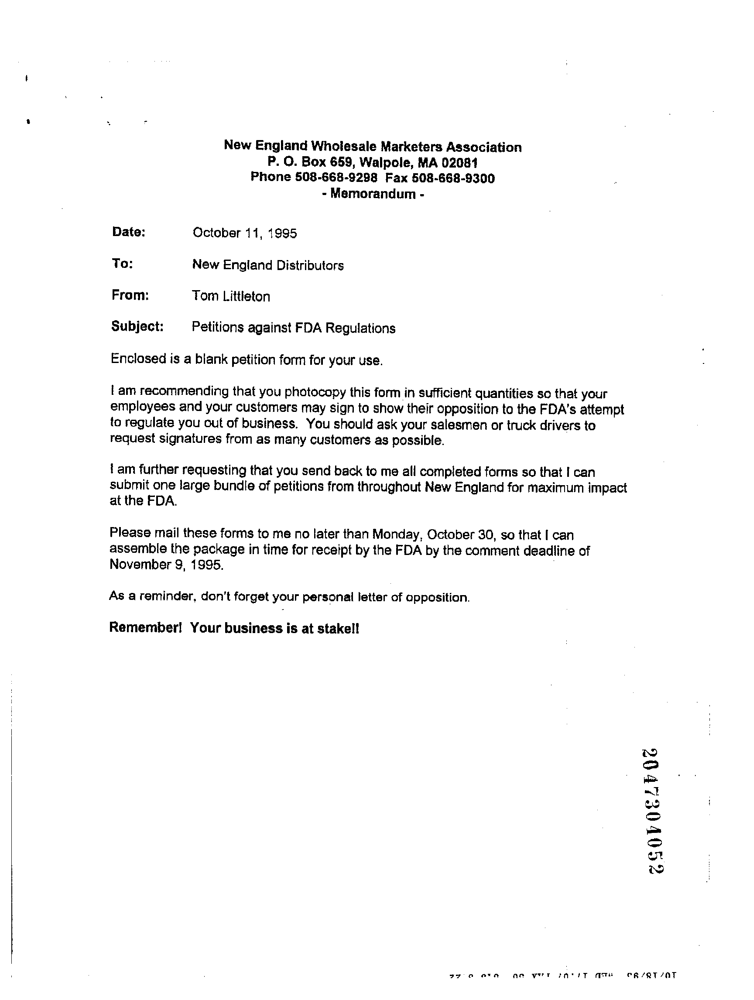 New England Wholesale Marketers Association
P. O. Box 659, Walpole, MA 02081
Phone 508-668-9298 Fax 508-668-9300
- Memorandum -
Date: October 11, 1995
To: New England Distributors
From: Tom Littleton
Subject: Petitions against FDA Regulations
Enclosed is a blank petition form for your use.
I am recommending that you photocopy this form in sufficient quantities so that your
employees and your customers may sign to show their opposition to the FDA's attempt
to regulate you out of business. You should ask your salesmen or truck drivers to
request signatures from as many customers as possible.
I am further requesting that you send back to me all completed forms so that I can
submit one large bundle of petitions from throughout New England for maximum impact
at the FDA.
Please mail these forms to me no later than Monday, October 30, so that I can
assemble the package in time for receipt by the FDA by the comment deadline of
November 9, 1995.
As a reminder, don't forget your personal letter of opposition.
Remember! Your business is at stake!!
2047304052